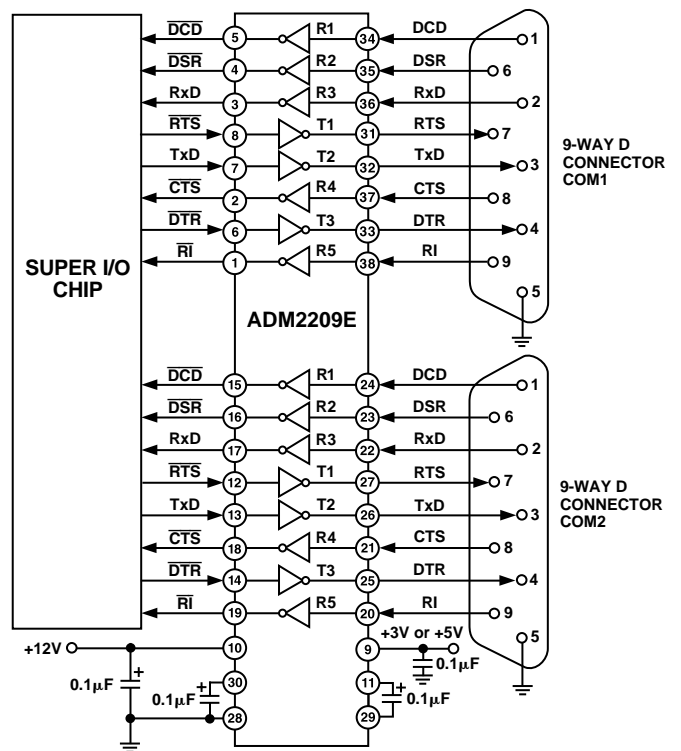 DCD 5 R1 34 DCD 1
DSR 4 R2 35 DSR 6
RxD 3 R3 36 RxD 2
RTS 8 T1 31 RTS 7
TxD 7 T2 32 TxD 3
CTS 2 R4 37 CTS 8
DTR 6 T3 33 DTR 4
RI 1 R5 38 RI 9
5
9-WAY D
CONNECTOR
COM1
SUPER I/O
CHIP
ADM2209E
DCD 15 R1 24 DCD 1
DSR 16 R2 23 DSR 6
RxD 17 R3 22 RxD 2
RTS 12 T1 27 RTS 7
TxD 13 T2 26 TxD 3
CTS 18 R4 21 CTS 8
DTR 14 T3 25 DTR 4
RI 19 R5 20 RI 9
5
9-WAY D
CONNECTOR
COM2
+12V 10 9 +3V or +5V
0.1μF + 0.1μF
30 + 0.1μF 11 + 0.1μF
28 29